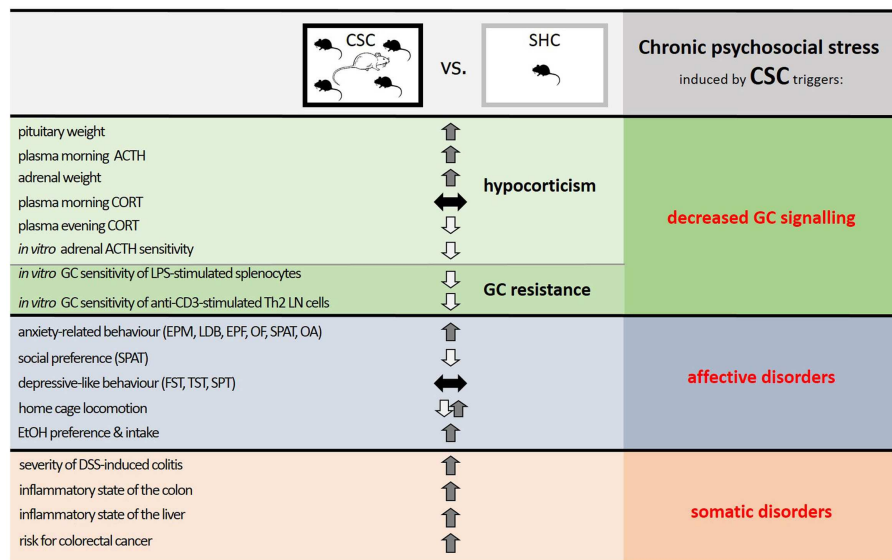 CSC
vs.
SHC
Chronic psychosocial stress
induced by CSC triggers:
pituitary weight
plasma morning ACTH
adrenal weight
plasma morning CORT
plasma evening CORT
in vitro adrenal ACTH sensitivity
hypocorticism
in vitro GC sensitivity of LPS-stimulated splenocytes
in vitro GC sensitivity of anti-CD3-stimulated Th2 LN cells
GC resistance
decreased GC signalling
anxiety-related behaviour (EPM, LDB, EPF, OF, SPAT, OA)
social preference (SPAT)
depressive-like behaviour (FST, TST, SPT)
home cage locomotion
EtOH preference & intake
affective disorders
severity of DSS-induced colitis
inflammatory state of the colon
inflammatory state of the liver
risk for colorectal cancer
somatic disorders